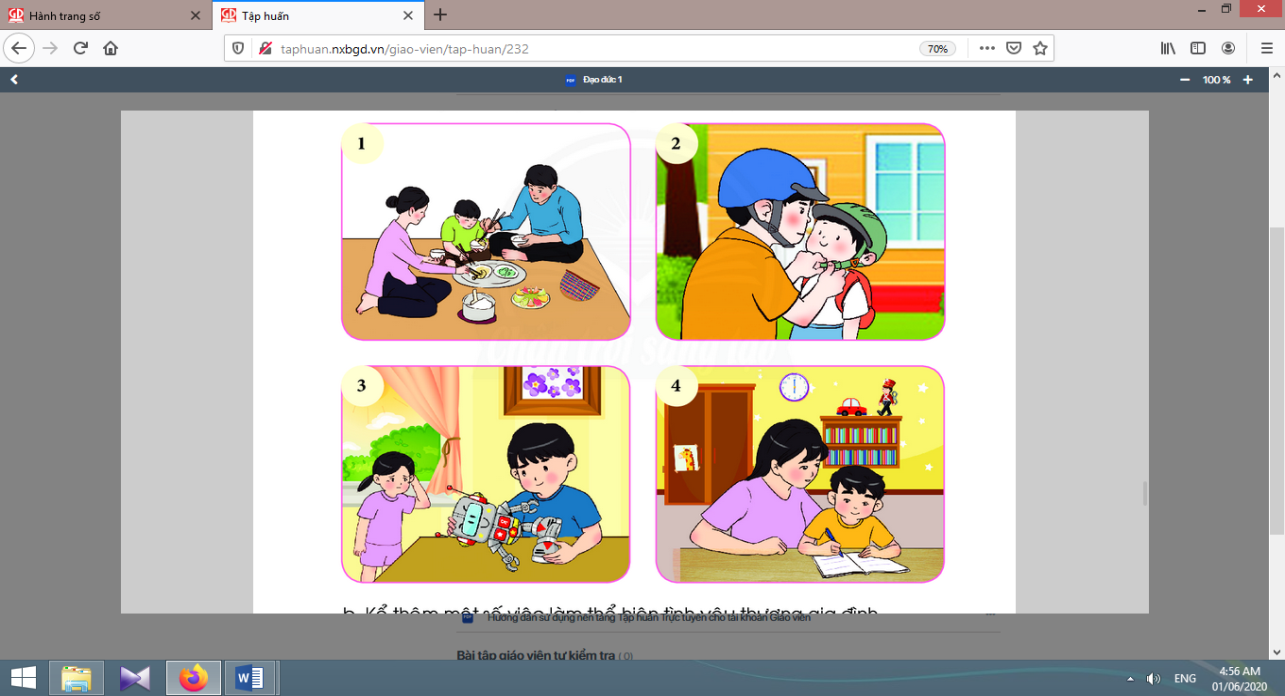 Hành trang số
Tập huấn
taphuan.nxbgd.vn/giao-vien/tap-huan/232
70%
Đạo đức 1
100 %
1
2
3
4
b. Kể thêm một số việc làm thể hiện tình yêu thương gia đình
Hướng dẫn sử dụng nền tảng Tập huấn Trực tuyến cho tài khoản Giáo viên
Bài tập giáo viên tự kiểm tra (0)
ENG
4:56 AM
01/06/2020